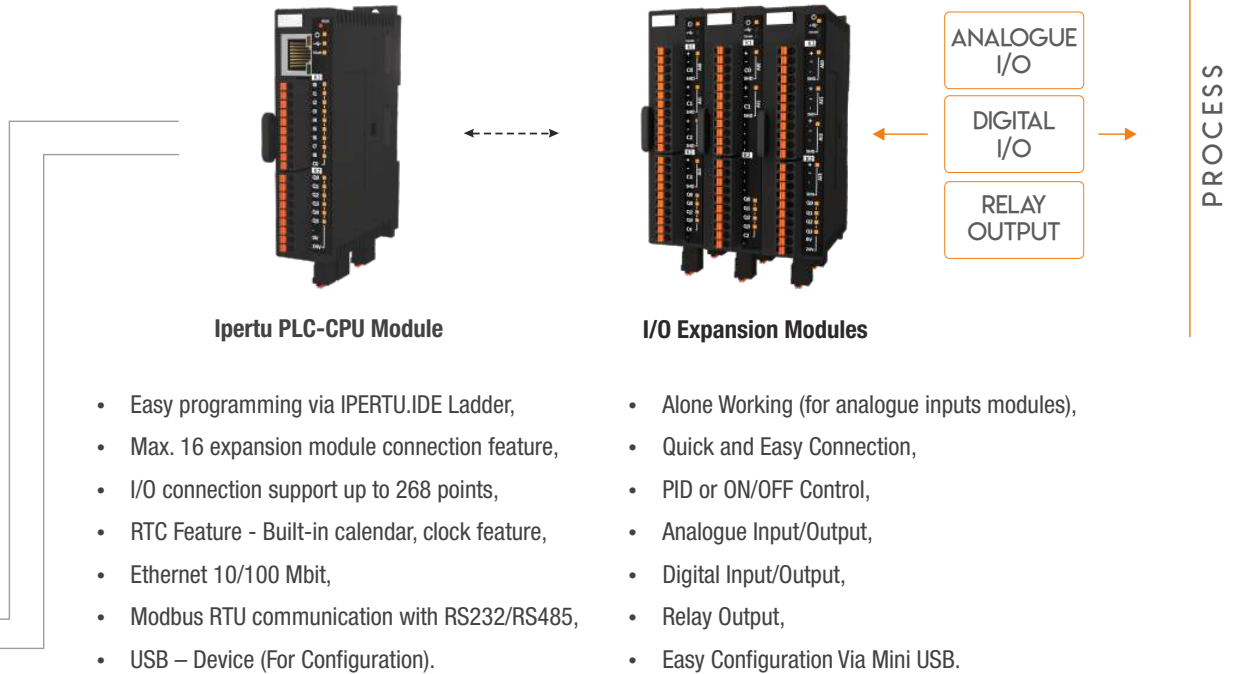 ANALOGUE
I/O
DIGITAL
I/O
RELAY
OUTPUT
PROCESS
Ipertu PLC-CPU Module
• Easy programming via IPERTU.IDE Ladder,
• Max. 16 expansion module connection feature,
• I/O connection support up to 268 points,
• RTC Feature - Built-in calendar, clock feature,
• Ethernet 10/100 Mbit,
• Modbus RTU communication with RS232/RS485,
• USB – Device (For Configuration).
I/O Expansion Modules
• Alone Working (for analogue inputs modules),
• Quick and Easy Connection,
• PID or ON/OFF Control,
• Analogue Input/Output,
• Digital Input/Output,
• Relay Output,
• Easy Configuration Via Mini USB.